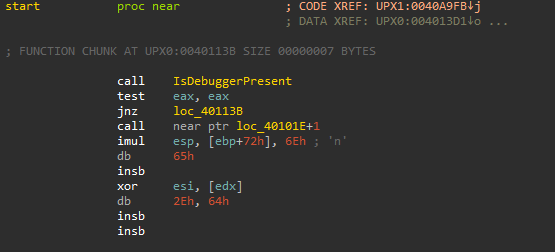 start proc near ; CODE XREF: UPX1:0040A9FB↓j
; DATA XREF: UPX0:004013D1↓o ...
; FUNCTION CHUNK AT UPX0:0040113B SIZE 00000007 BYTES
call IsDebuggerPresent
test eax, eax
jnz loc_40113B
call near ptr loc_40101E+1
imul esp, [ebp+72h], 6Eh ; 'n'
db 65h
insb
xor esi, [edx]
db 2Eh, 64h
insb
insb